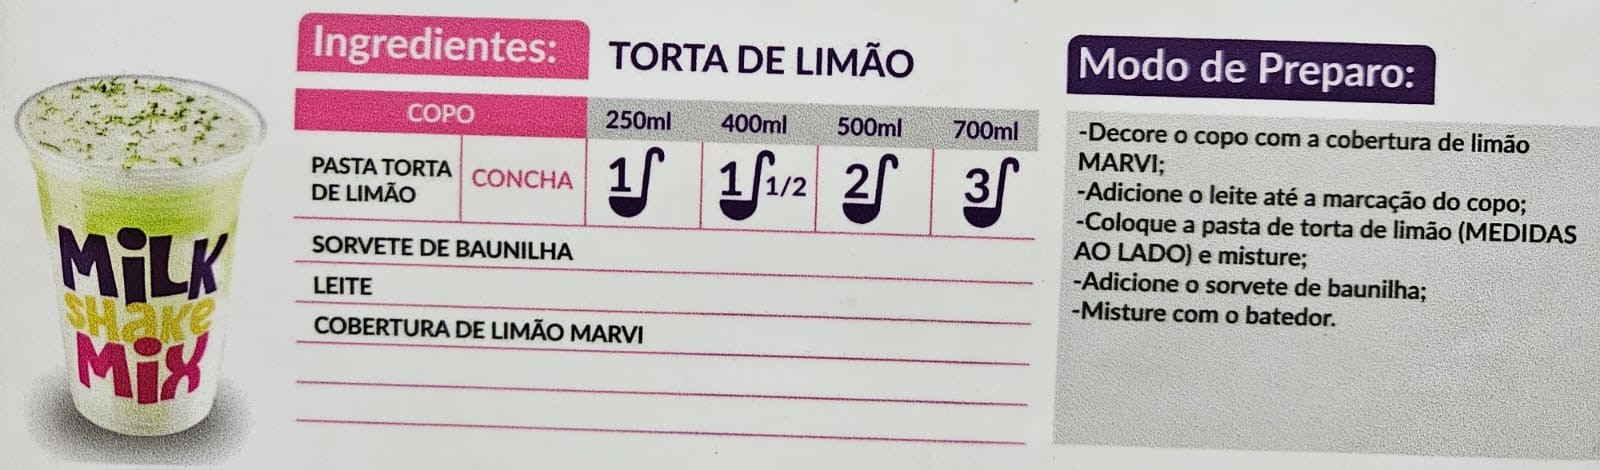 Ingredientes:
TORTA DE LIMÃO
COPO 250ml 400ml 500ml 700ml
PASTA TORTA
DE LIMÃO
CONCHA 1 1 1/2 2 3
SORVETE DE BAUNILHA
LEITE
COBERTURA DE LIMÃO MARVI
Modo de Preparo:
-Decore o copo com a cobertura de limão
MARVI;
-Adicione o leite até a marcação do copo;
-Coloque a pasta de torta de limão (MEDIDAS
AO LADO) e misture;
-Adicione o sorvete de baunilha;
-Misture com o batedor.
MiLK
SHaKe
MiX